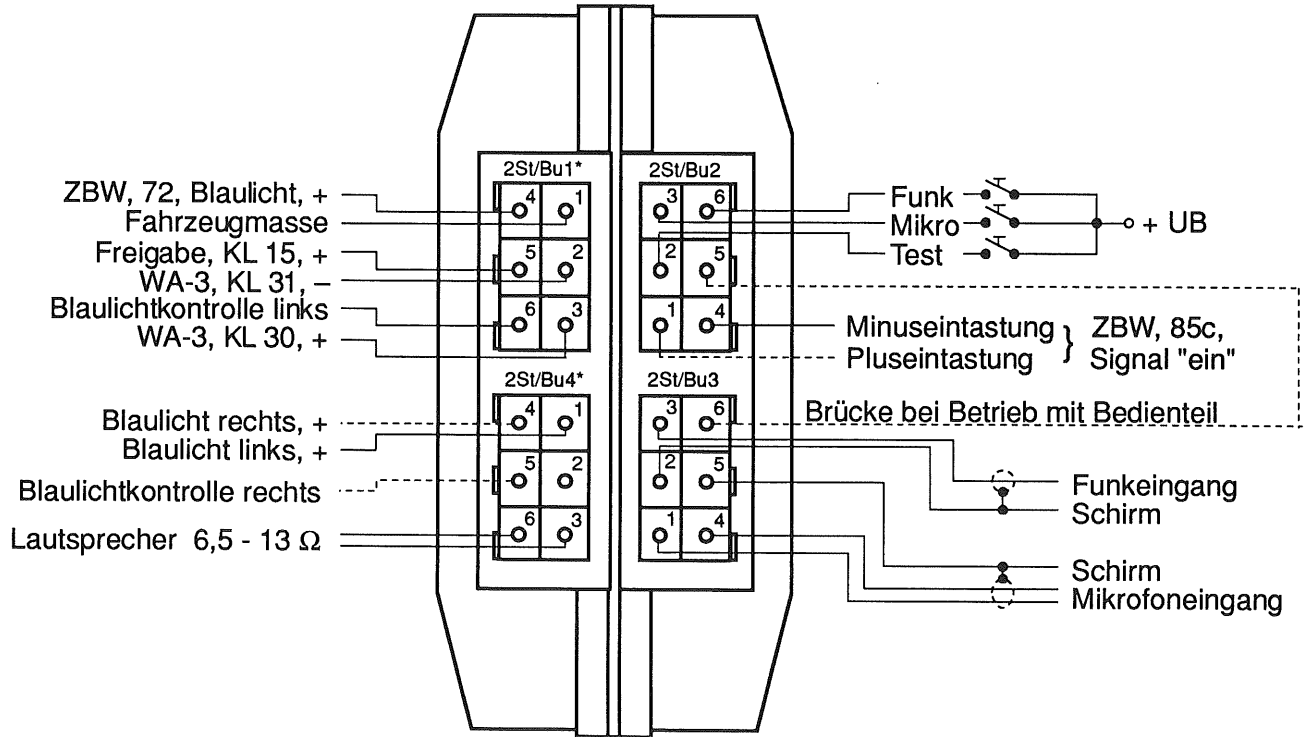 2St/Bu1*
4 1
5 2
6 3
2St/Bu2
3 6
2 5
1 4
ZBW, 72, Blaulicht, +
Fahrzeugmasse
Freigabe, KL 15, +
WA-3, KL 31, –
Blaulichtkontrolle links
WA-3, KL 30, +
Funk
Mikro
Test
+ UB
Minuseintastung
Pluseintastung
} ZBW, 85c,
Signal "ein"
2St/Bu4*
4 1
5 2
6 3
2St/Bu3
3 6
2 5
1 4
Blaulicht rechts, +
Blaulicht links, +
Blaulichtkontrolle rechts
Lautsprecher 6,5 - 13 Ω
Brücke bei Betrieb mit Bedienteil
Funkeingang
Schirm
Schirm
Mikrofoneingang